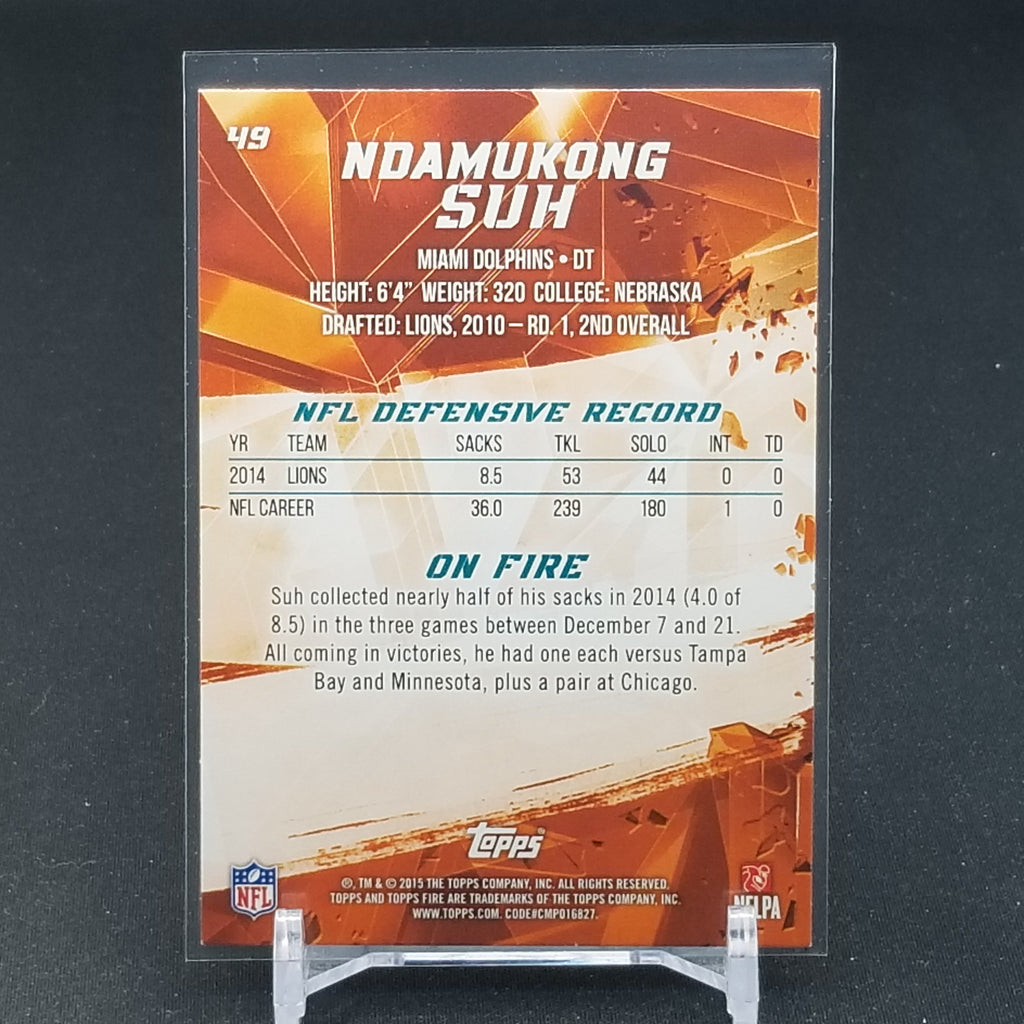 49
NDAMUKONG
SUH
MIAMI DOLPHINS • DT
HEIGHT: 6'4" WEIGHT: 320 COLLEGE: NEBRASKA
DRAFTED: LIONS, 2010 – RD. 1, 2ND OVERALL
NFL DEFENSIVE RECORD
YR TEAM SACKS TKL SOLO INT TD
2014 LIONS 8.5 53 44 0 0
NFL CAREER 36.0 239 180 1 0
ON FIRE
Suh collected nearly half of his sacks in 2014 (4.0 of
8.5) in the three games between December 7 and 21.
All coming in victories, he had one each versus Tampa
Bay and Minnesota, plus a pair at Chicago.
Topps®
NFL
®, TM & © 2015 THE TOPPS COMPANY, INC. ALL RIGHTS RESERVED.
TOPPS AND TOPPS FIRE ARE TRADEMARKS OF THE TOPPS COMPANY, INC.
WWW.TOPPS.COM. CODE#CMP016827.
NFLPA